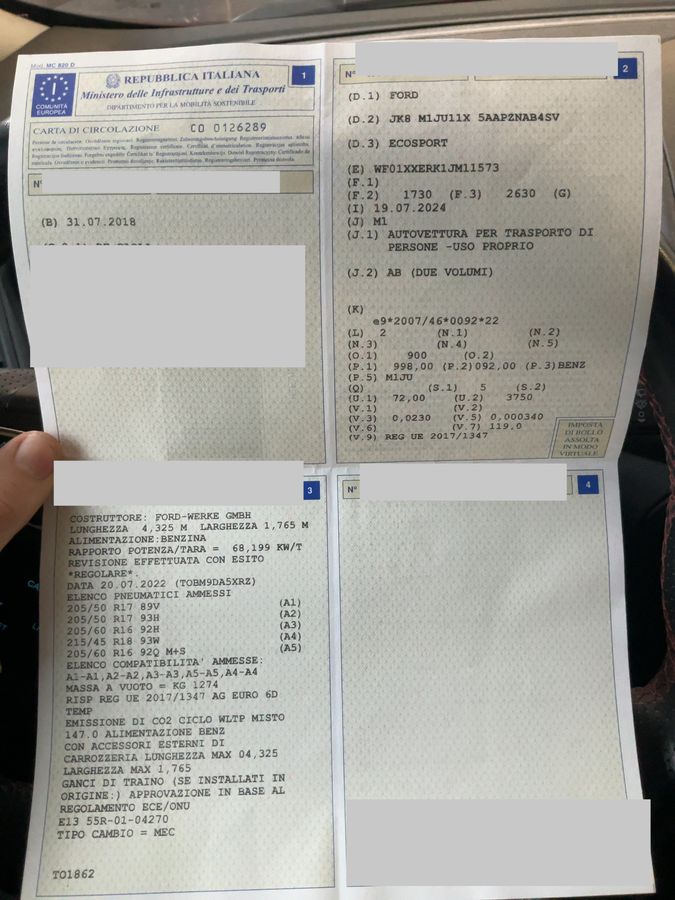 Mod. MC 820 D
I
COMUNITÀ
EUROPEA
REPUBBLICA ITALIANA
Ministero delle Infrastrutture e dei Trasporti
DIPARTIMENTO PER LA MOBILITÀ SOSTENIBILE
1
CARTA DI CIRCOLAZIONE CO 0126289
N°
(B) 31.07.2018
N° 2
(D.1) FORD
(D.2) JK8 M1JU11X 5AAPZNAB4SV
(D.3) ECOSPORT
(E) WF01XXERK1JM11573
(F.1)
(F.2) 1730 (F.3) 2630 (G)
(I) 19.07.2024
(J) M1
(J.1) AUTOVETTURA PER TRASPORTO DI
PERSONE -USO PROPRIO
(J.2) AB (DUE VOLUMI)
(K)
e9*2007/46*0092*22
(L) 2 (N.1) (N.2)
(N.3) (N.4) (N.5)
(O.1) 900 (O.2)
(P.1) 998,00 (P.2)092,00 (P.3)BENZ
(P.5) M1JU
(Q) (S.1) 5 (S.2)
(U.1) 72,00 (U.2) 3750
(V.1) (V.2)
(V.3) 0,0230 (V.5) 0,000340
(V.6) (V.7) 119,0
(V.9) REG UE 2017/1347
IMPOSTA
DI BOLLO
ASSOLTA
IN MODO
VIRTUALE
3
COSTRUTTORE: FORD-WERKE GMBH
LUNGHEZZA 4,325 M LARGHEZZA 1,765 M
ALIMENTAZIONE:BENZINA
RAPPORTO POTENZA/TARA = 68,199 KW/T
REVISIONE EFFETTUATA CON ESITO
*REGOLARE*.
DATA 20.07.2022 (TOBM9DA5XRZ)
ELENCO PNEUMATICI AMMESSI
205/50 R17 89V (A1)
205/50 R17 93H (A2)
205/60 R16 92H (A3)
215/45 R18 93W (A4)
205/60 R16 92Q M+S (A5)
ELENCO COMPATIBILITA' AMMESSE:
A1-A1,A2-A2,A3-A3,A5-A5,A4-A4
MASSA A VUOTO = KG 1274
RISP REG UE 2017/1347 AG EURO 6D
TEMP
EMISSIONE DI CO2 CICLO WLTP MISTO
147.0 ALIMENTAZIONE BENZ
CON ACCESSORI ESTERNI DI
CARROZZERIA LUNGHEZZA MAX 04,325
LARGHEZZA MAX 1,765
GANCI DI TRAINO (SE INSTALLATI IN
ORIGINE:) APPROVAZIONE IN BASE AL
REGOLAMENTO ECE/ONU
E13 55R-01-04270
TIPO CAMBIO = MEC
TO1862
N° 4